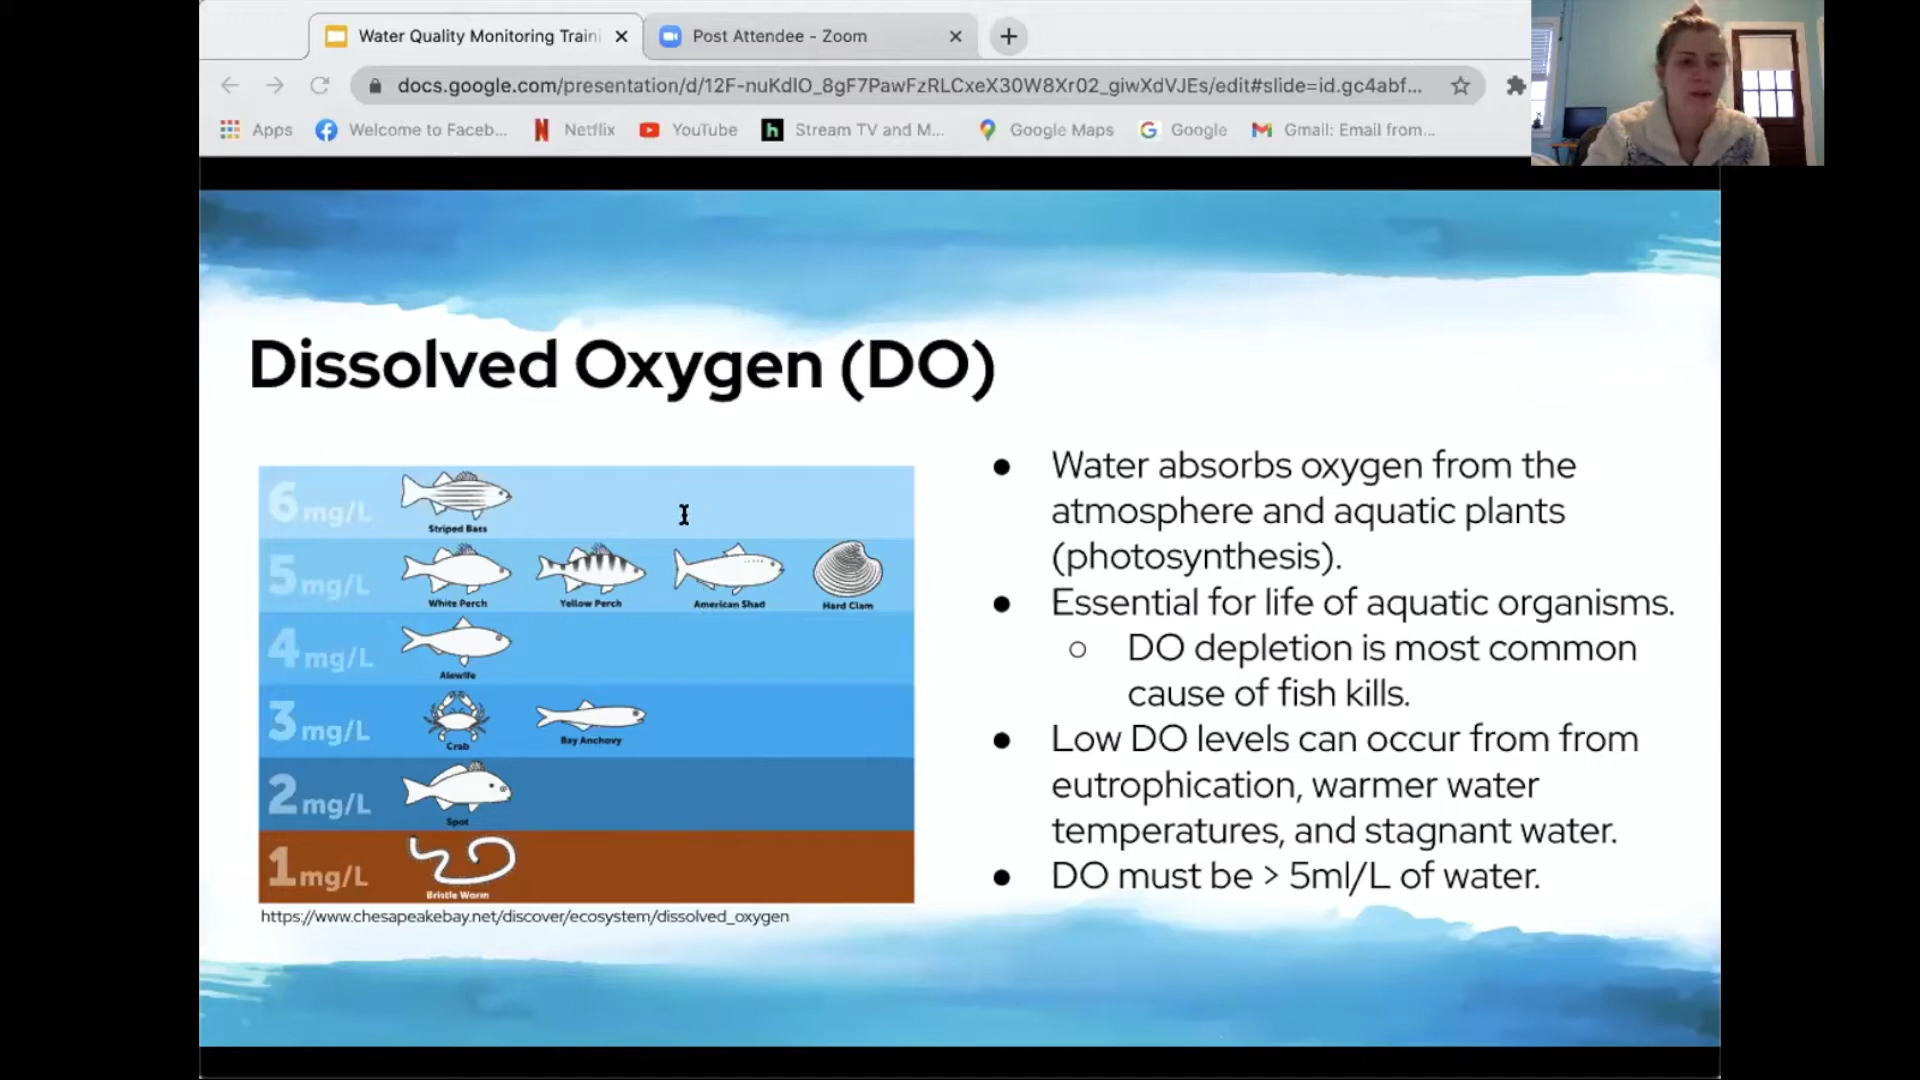 Water Quality Monitoring Traini
Post Attendee - Zoom
docs.google.com/presentation/d/12F-nuKdlO_8gF7PawFzRLCxeX30W8Xr02_giwXdVJEs/edit#slide=id.gc4abf...
Apps
Welcome to Faceb...
Netflix
YouTube
Stream TV and M...
Google Maps
Google
Gmail: Email from...
Dissolved Oxygen (DO)
6 mg/L
Striped Bass
5 mg/L
White Perch
Yellow Perch
American Shad
Hard Clam
4 mg/L
Alewife
3 mg/L
Crab
Bay Anchovy
2 mg/L
Spot
1 mg/L
Bristle Worm
https://www.chesapeakebay.net/discover/ecosystem/dissolved_oxygen
● Water absorbs oxygen from the
atmosphere and aquatic plants
(photosynthesis).
● Essential for life of aquatic organisms.
○ DO depletion is most common
cause of fish kills.
● Low DO levels can occur from from
eutrophication, warmer water
temperatures, and stagnant water.
● DO must be > 5ml/L of water.